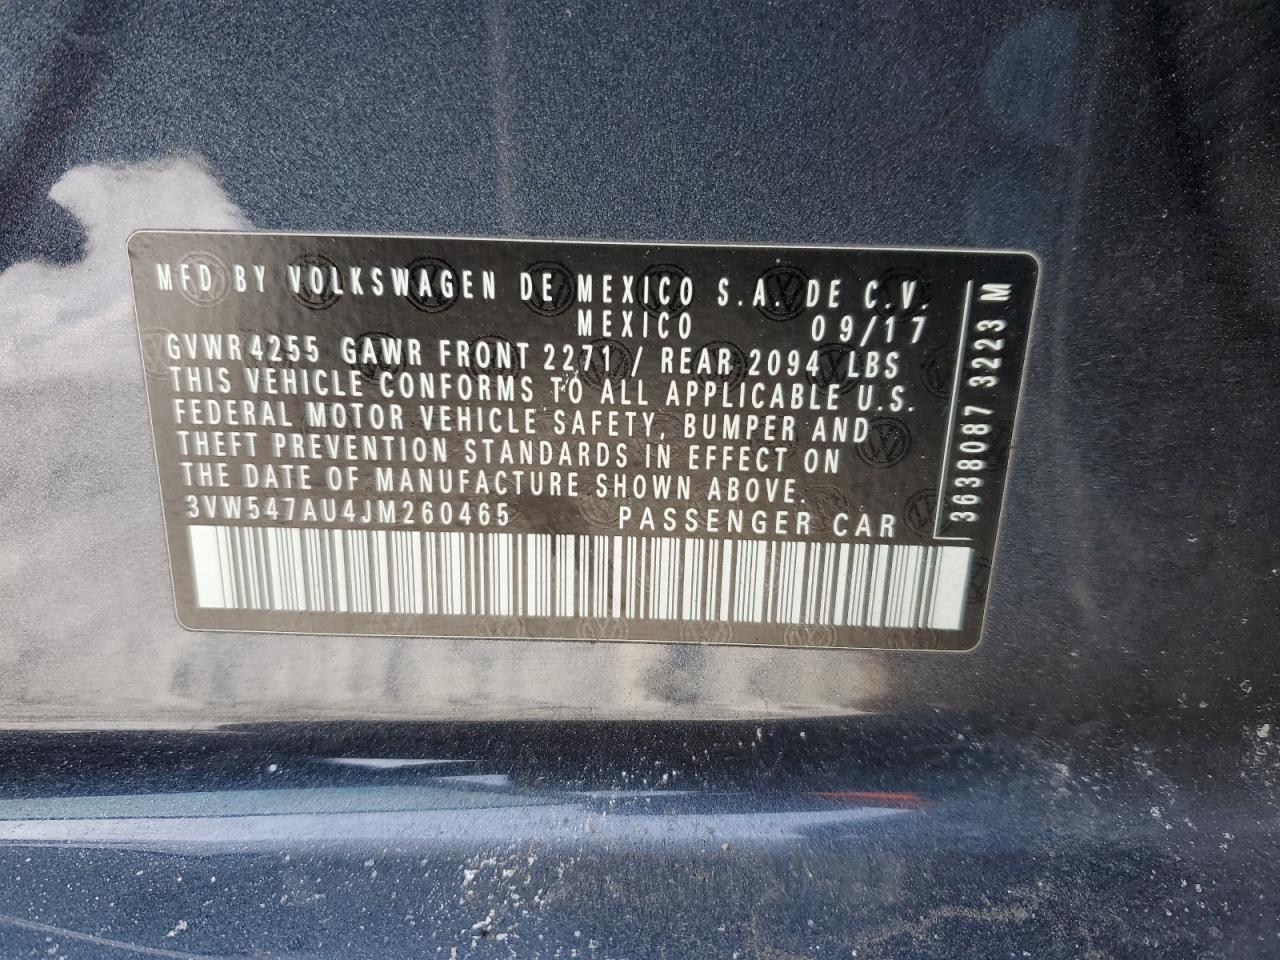 MFD BY VOLKSWAGEN DE MEXICO S.A. DE C.V.
MEXICO 09/17
GVWR 4255 GAWR FRONT 2271 / REAR 2094 LBS
THIS VEHICLE CONFORMS TO ALL APPLICABLE U.S.
FEDERAL MOTOR VEHICLE SAFETY, BUMPER AND
THEFT PREVENTION STANDARDS IN EFFECT ON
THE DATE OF MANUFACTURE SHOWN ABOVE.
3VW547AU4JM260465 PASSENGER CAR
3638087 3223 M